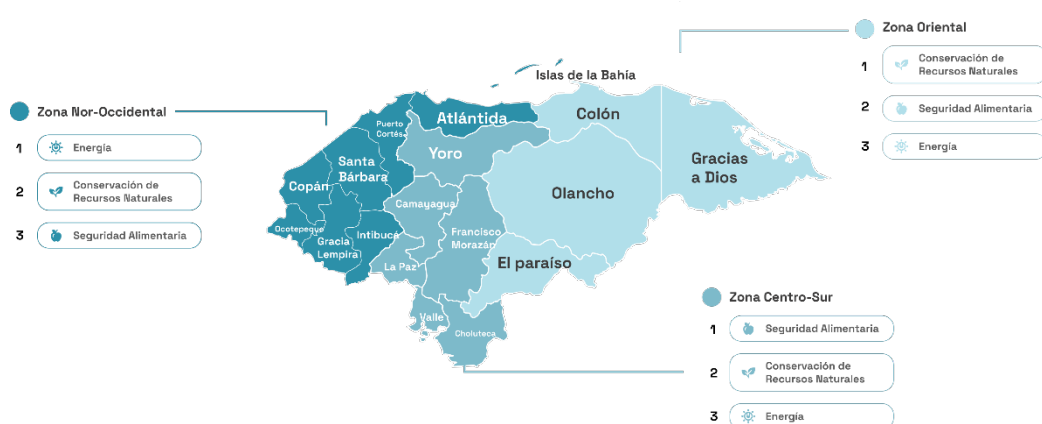 Zona Oriental
1
Conservación de
Recursos Naturales
2
Seguridad Alimentaria
3
Energía
Zona Nor-Occidental
1
Energía
2
Conservación de
Recursos Naturales
3
Seguridad Alimentaria
Islas de la Bahía
Puerto
Cortés
Atlántida
Colón
Yoro
Santa
Bárbara
Gracias
a Dios
Copán
Olancho
Camayagua
Ocotepeque
Gracia
Lempira
Intibucá
Francisco
Morazán
La Paz
El paraíso
Valle
Choluteca
Zona Centro-Sur
1
Seguridad Alimentaria
2
Conservación de
Recursos Naturales
3
Energía